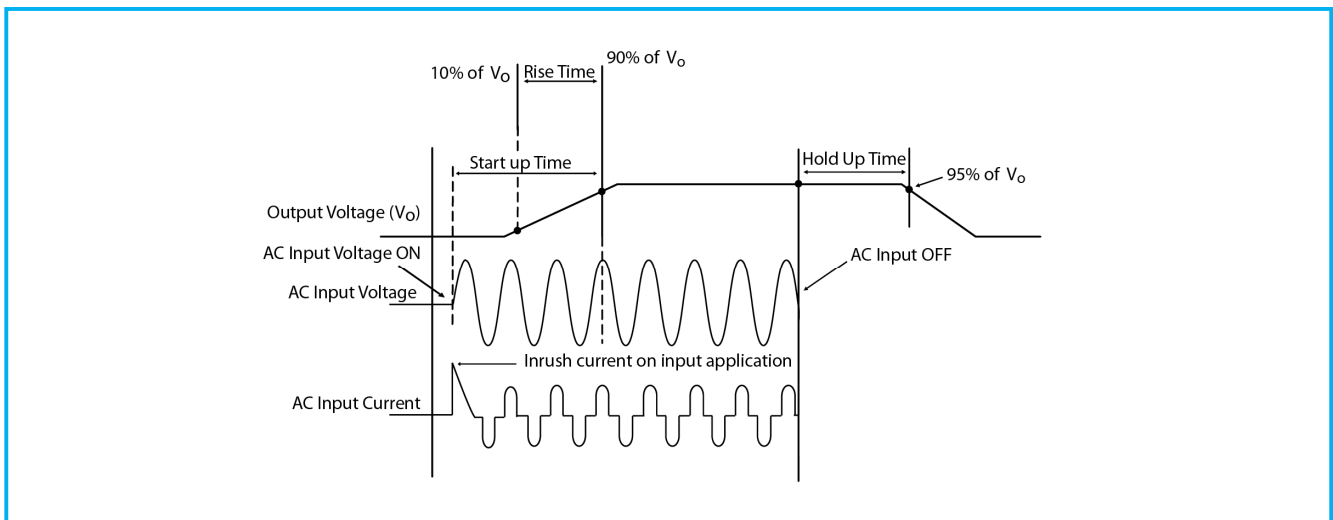 90% of Vo
10% of Vo
Rise Time
Start up Time
Hold Up Time
95% of Vo
Output Voltage (Vo)
AC Input Voltage ON
AC Input OFF
AC Input Voltage
Inrush current on input application
AC Input Current